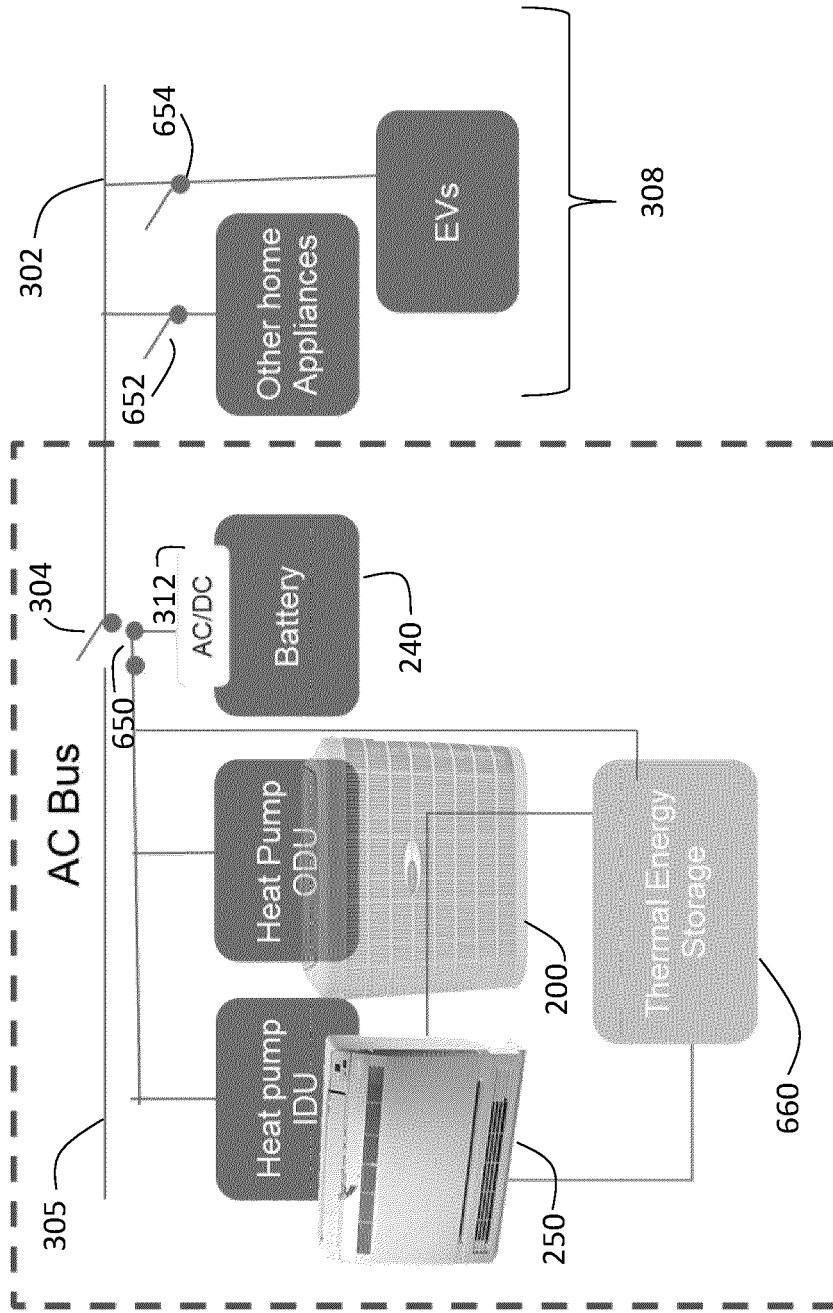 305
AC Bus
304
302
650
312
AC/DC
652
654
Heat pump
IDU
Heat Pump
ODU
Battery
Other home
Appliances
EVs
250
200
240
308
660
Thermal Energy
Storage